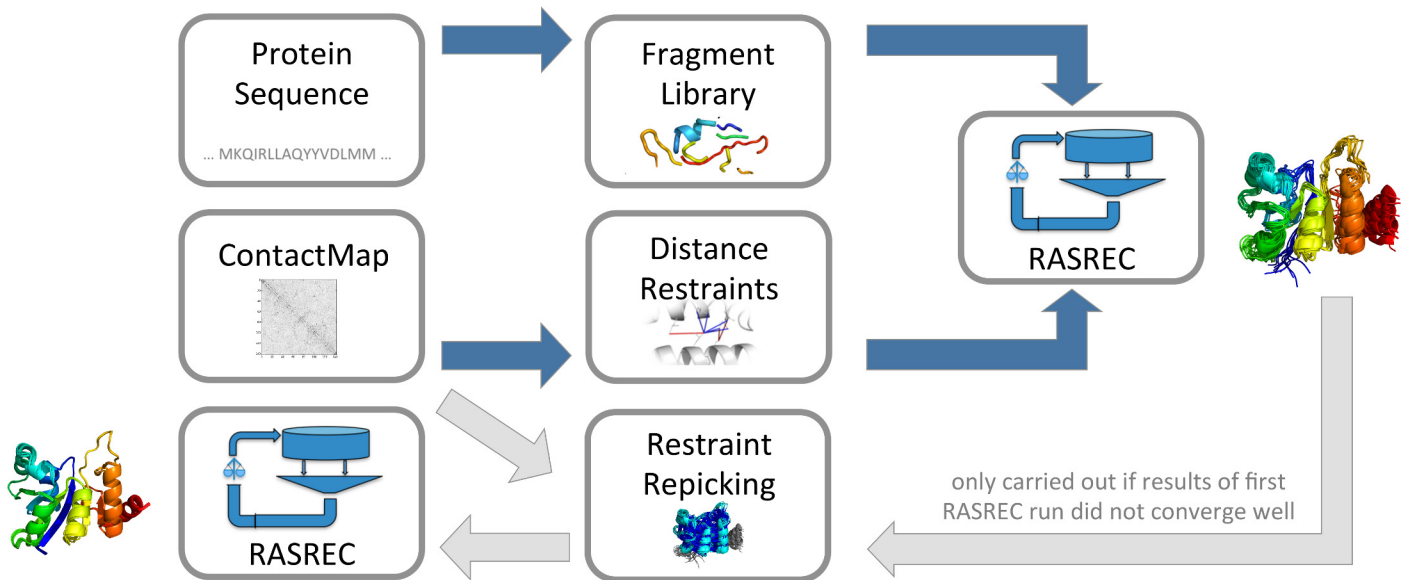 Protein
Sequence
... MKQIRLLAQYYVDLMM ...
Fragment
Library
RASREC
ContactMap
Distance
Restraints
RASREC
Restraint
Repicking
only carried out if results of first
RASREC run did not converge well